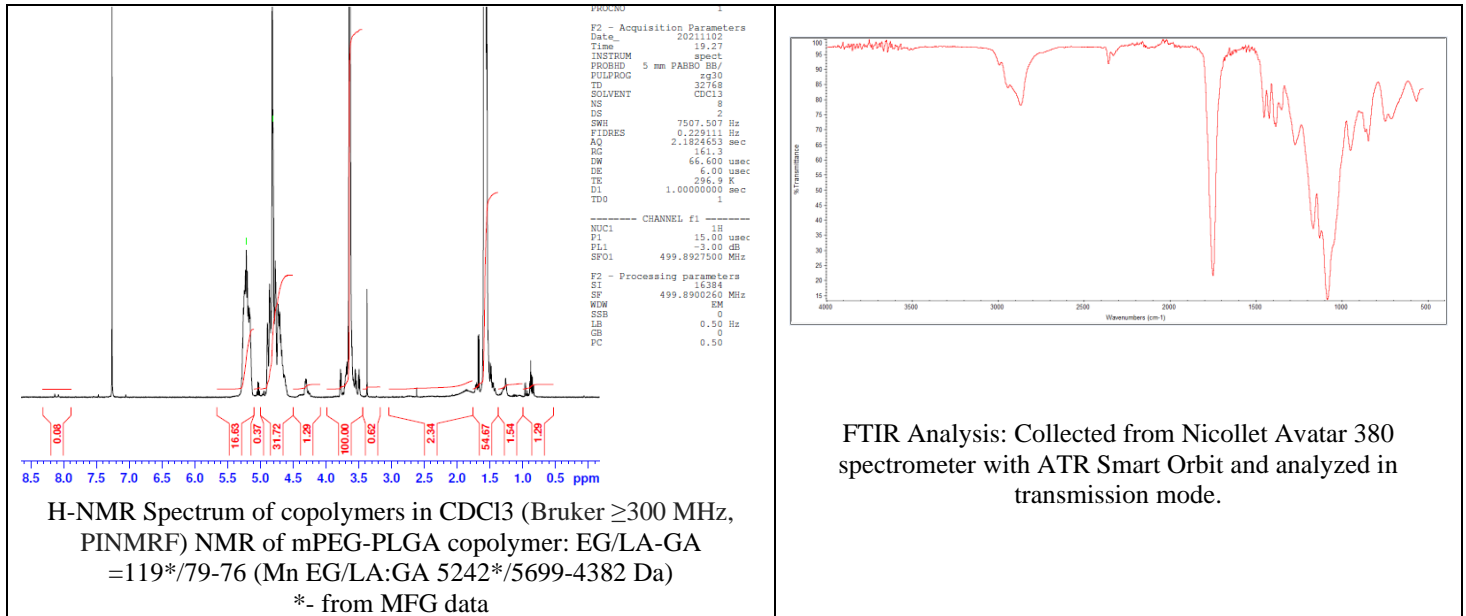 PROCNO 1
F2 - Acquisition Parameters
Date_ 20211102
Time 19.27
INSTRUM spect
PROBHD 5 mm PABBO BB/
PULPROG zg30
TD 32768
SOLVENT CDCl3
NS 8
DS 2
SWH 7507.507 Hz
FIDRES 0.229111 Hz
AQ 2.1824653 sec
RG 161.3
DW 66.600 usec
DE 6.00 usec
TE 296.9 K
D1 1.00000000 sec
TD0 1
======== CHANNEL f1 ========
NUC1 1H
P1 15.00 usec
PL1 -3.00 dB
SFO1 499.8927500 MHz
F2 - Processing parameters
SI 16384
SF 499.8900260 MHz
WDW EM
SSB 0
LB 0.50 Hz
GB 0
PC 0.50
0.08 16.63 0.37 31.72 1.29 100.00 0.62 2.34 54.67 1.54 1.29
8.5 8.0 7.5 7.0 6.5 6.0 5.5 5.0 4.5 4.0 3.5 3.0 2.5 2.0 1.5 1.0 0.5 ppm
H-NMR Spectrum of copolymers in CDCl3 (Bruker ≥300 MHz,
PINMRF) NMR of mPEG-PLGA copolymer: EG/LA-GA
=119*/79-76 (Mn EG/LA:GA 5242*/5699-4382 Da)
*- from MFG data
100
95
90
85
80
75
70
65
60
55
50
45
40
35
30
25
20
15
%Transmittance
4000 3500 3000 2500 2000 1500 1000 500
Wavenumbers (cm-1)
FTIR Analysis: Collected from Nicollet Avatar 380
spectrometer with ATR Smart Orbit and analyzed in
transmission mode.